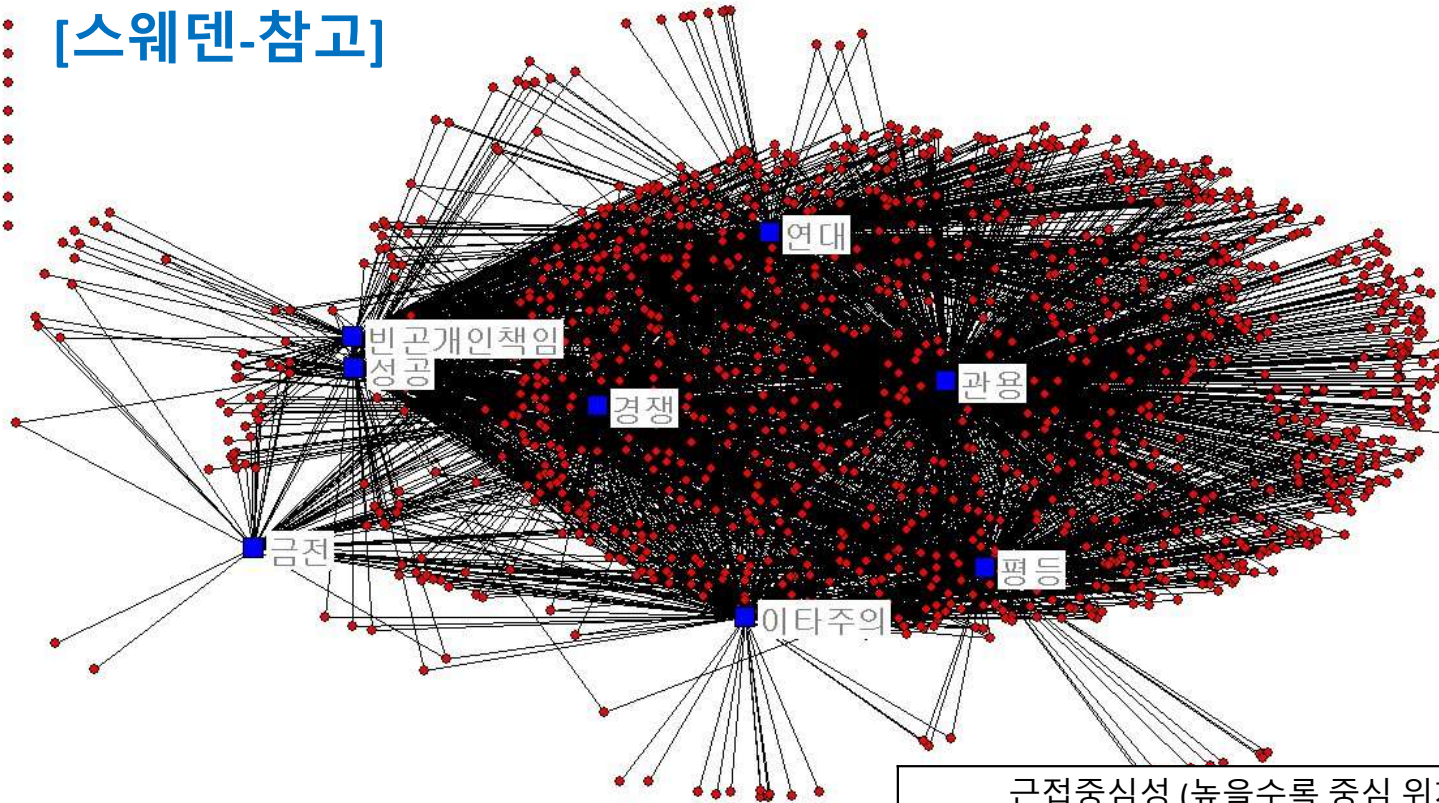 [스웨덴-참고]
연대
빈곤개인책임
성공
경쟁
관용
금전
평등
이타주의
근접중심성 (높을수록 중심 위